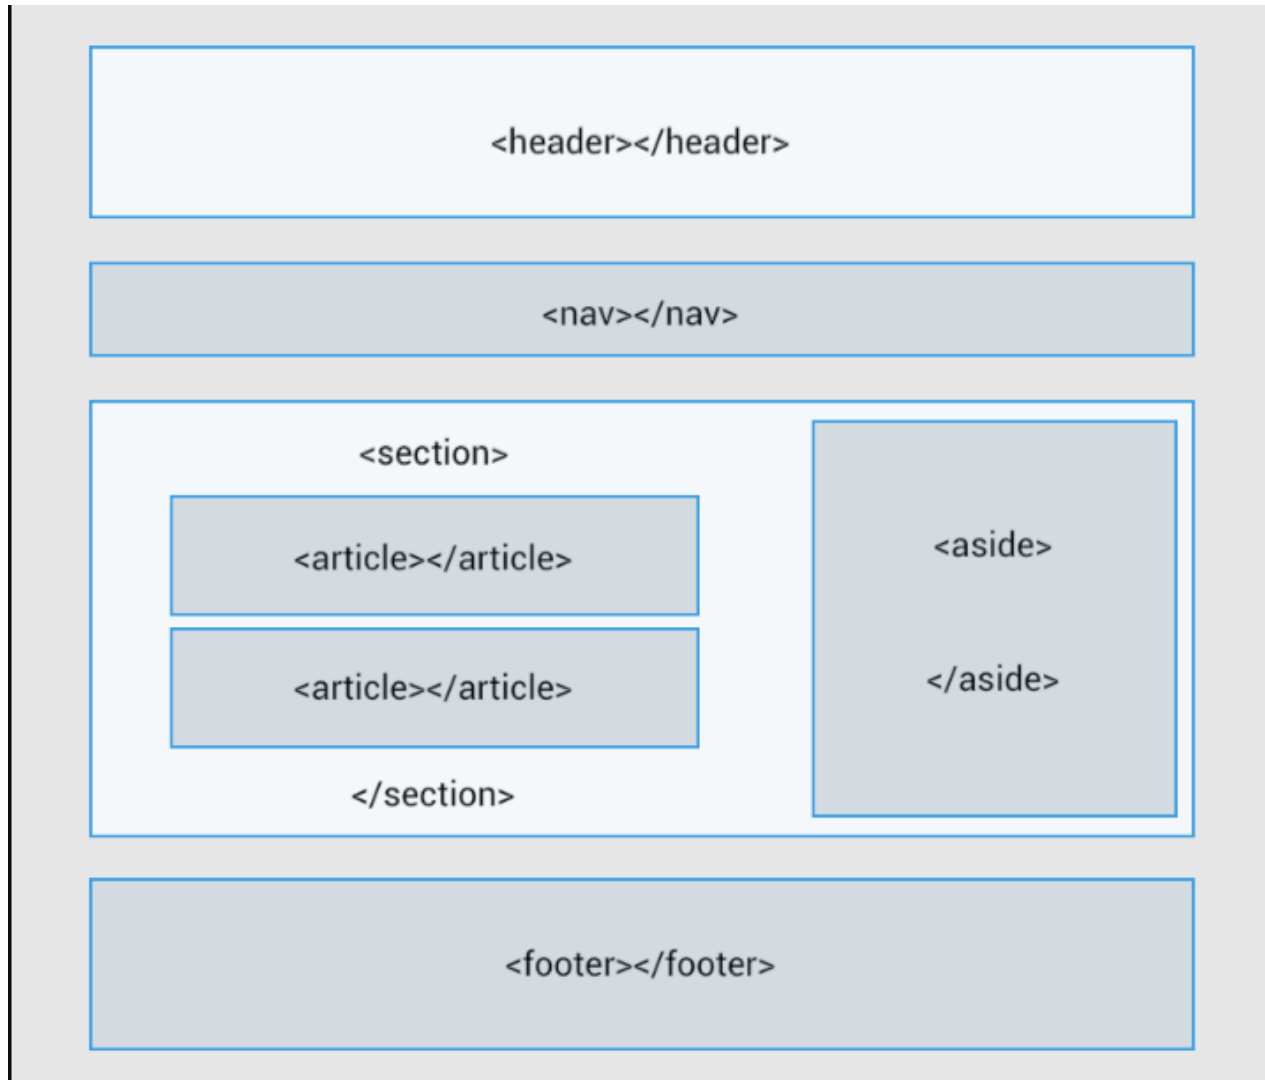 <header></header>
<nav></nav>
<section>
<article></article>
<article></article>
</section>
<aside>
</aside>
<footer></footer>